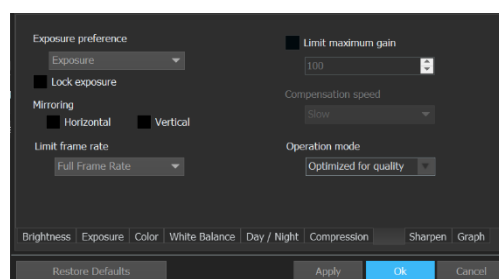 Exposure preference
Exposure
Lock exposure
Mirroring
Horizontal Vertical
Limit frame rate
Full Frame Rate
Limit maximum gain
100
Compensation speed
Slow
Operation mode
Optimized for quality
Brightness Exposure Color White Balance Day / Night Compression Sharpen Graph
Restore Defaults Apply Ok Cancel